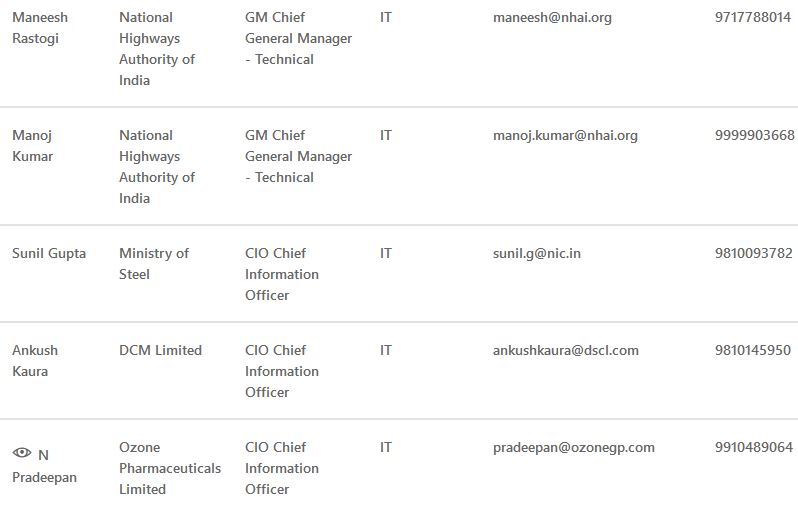 Maneesh Rastogi National Highways Authority of India GM Chief General Manager - Technical IT maneesh@nhai.org 9717788014
Manoj Kumar National Highways Authority of India GM Chief General Manager - Technical IT manoj.kumar@nhai.org 9999903668
Sunil Gupta Ministry of Steel CIO Chief Information Officer IT sunil.g@nic.in 9810093782
Ankush Kaura DCM Limited CIO Chief Information Officer IT ankushkaura@dscl.com 9810145950
N Pradeepan Ozone Pharmaceuticals Limited CIO Chief Information Officer IT pradeepan@ozonegp.com 9910489064